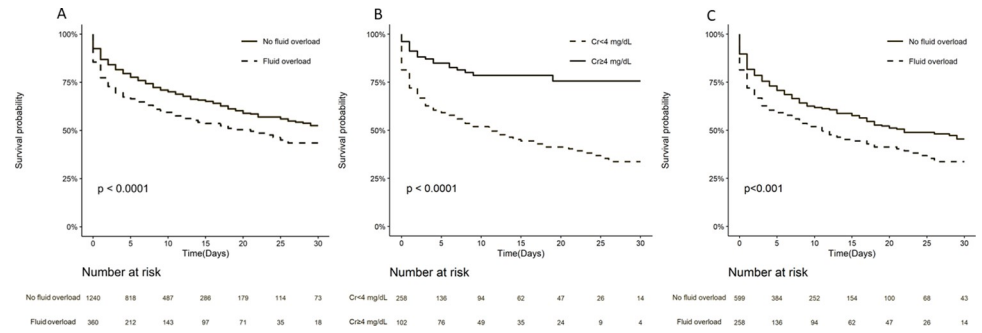 A
Survival probability
100%
75%
50%
25%
0%
No fluid overload
Fluid overload
p < 0.0001
0 5 10 15 20 25 30
Time(Days)
Number at risk
No fluid overload 1240 818 487 286 179 114 73
Fluid overload 360 212 143 97 71 35 18
B
Survival probability
100%
75%
50%
25%
0%
Cr<4 mg/dL
Cr≥4 mg/dL
p < 0.0001
0 5 10 15 20 25 30
Time(Days)
Number at risk
Cr<4 mg/dL 258 136 94 62 47 26 14
Cr≥4 mg/dL 102 76 49 35 24 9 4
C
Survival probability
100%
75%
50%
25%
0%
No fluid overload
Fluid overload
p<0.001
0 5 10 15 20 25 30
Time(Days)
Number at risk
No fluid overload 599 384 252 154 100 68 43
Fluid overload 258 136 94 62 47 26 14